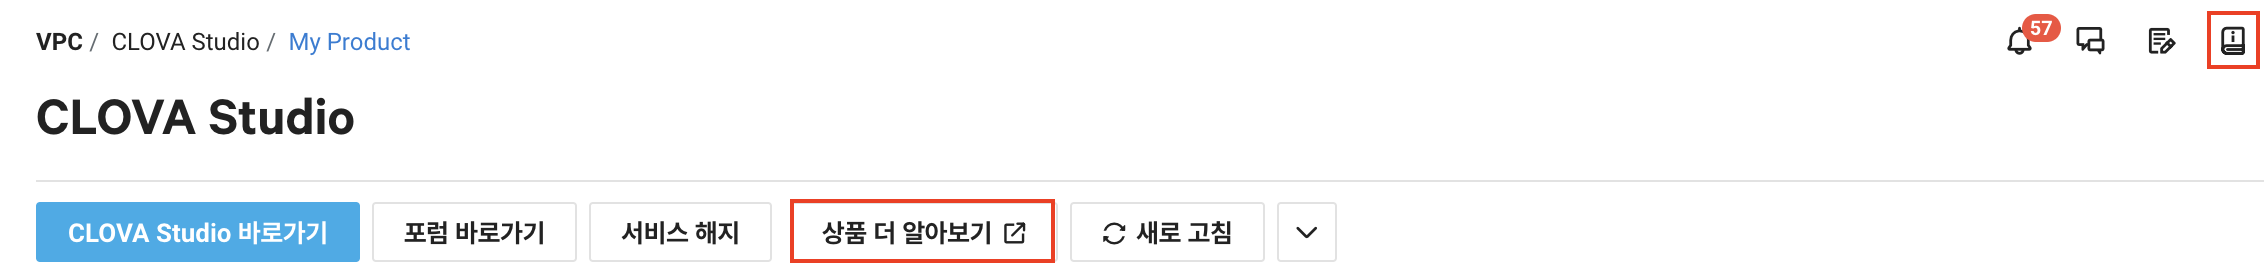 VPC / CLOVA Studio / My Product
57
CLOVA Studio
CLOVA Studio 바로가기
포럼 바로가기
서비스 해지
상품 더 알아보기
새로 고침